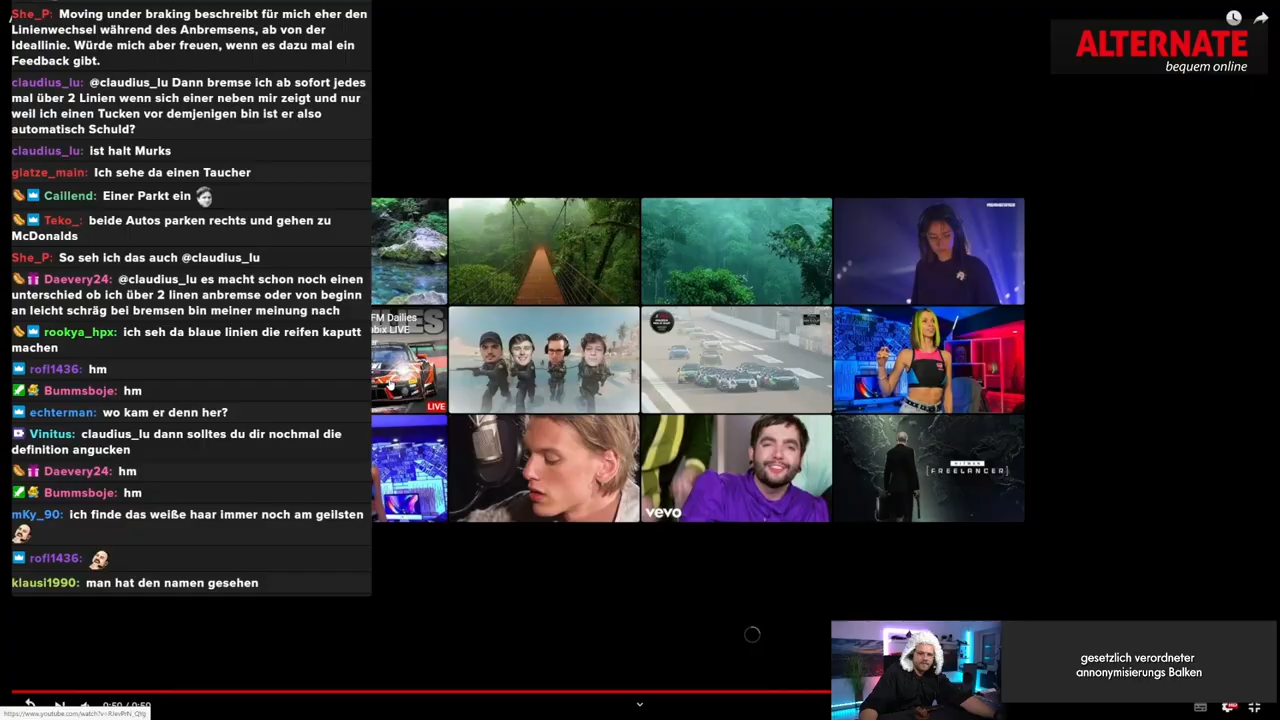 She_P: Moving under braking beschreibt für mich eher den
Linienwechsel während des Anbremsens, ab von der
Ideallinie. Würde mich aber freuen, wenn es dazu mal ein
Feedback gibt.
claudius_lu: @claudius_lu Dann bremse ich ab sofort jedes
mal über 2 Linien wenn sich einer neben mir zeigt und nur
weil ich einen Tucken vor demjenigen bin ist er also
automatisch Schuld?
claudius_lu: ist halt Murks
glatze_main: Ich sehe da einen Taucher
Caillend: Einer Parkt ein
Teko_: beide Autos parken rechts und gehen zu
McDonalds
She_P: So seh ich das auch @claudius_lu
Daevery24: @claudius_lu es macht schon noch einen
unterschied ob ich über 2 linen anbremse oder von beginn
an leicht schräg bei bremsen bin meiner meinung nach
rookya_hpx: ich seh da blaue linien die reifen kaputt
machen
rofl1436: hm
Bummsboje: hm
echterman: wo kam er denn her?
Vinitus: claudius_lu dann solltes du dir nochmal die
definition angucken
Daevery24: hm
Bummsboje: hm
mKy_90: ich finde das weiße haar immer noch am geilsten
rofl1436:
klausi1990: man hat den namen gesehen
ALTERNATE
bequem online
FM Dailies
abix LIVE
LIVE
vevo
HITMAN
FREELANCER
gesetzlich verordneter
annonymisierungs Balken
0:50 / 0:50